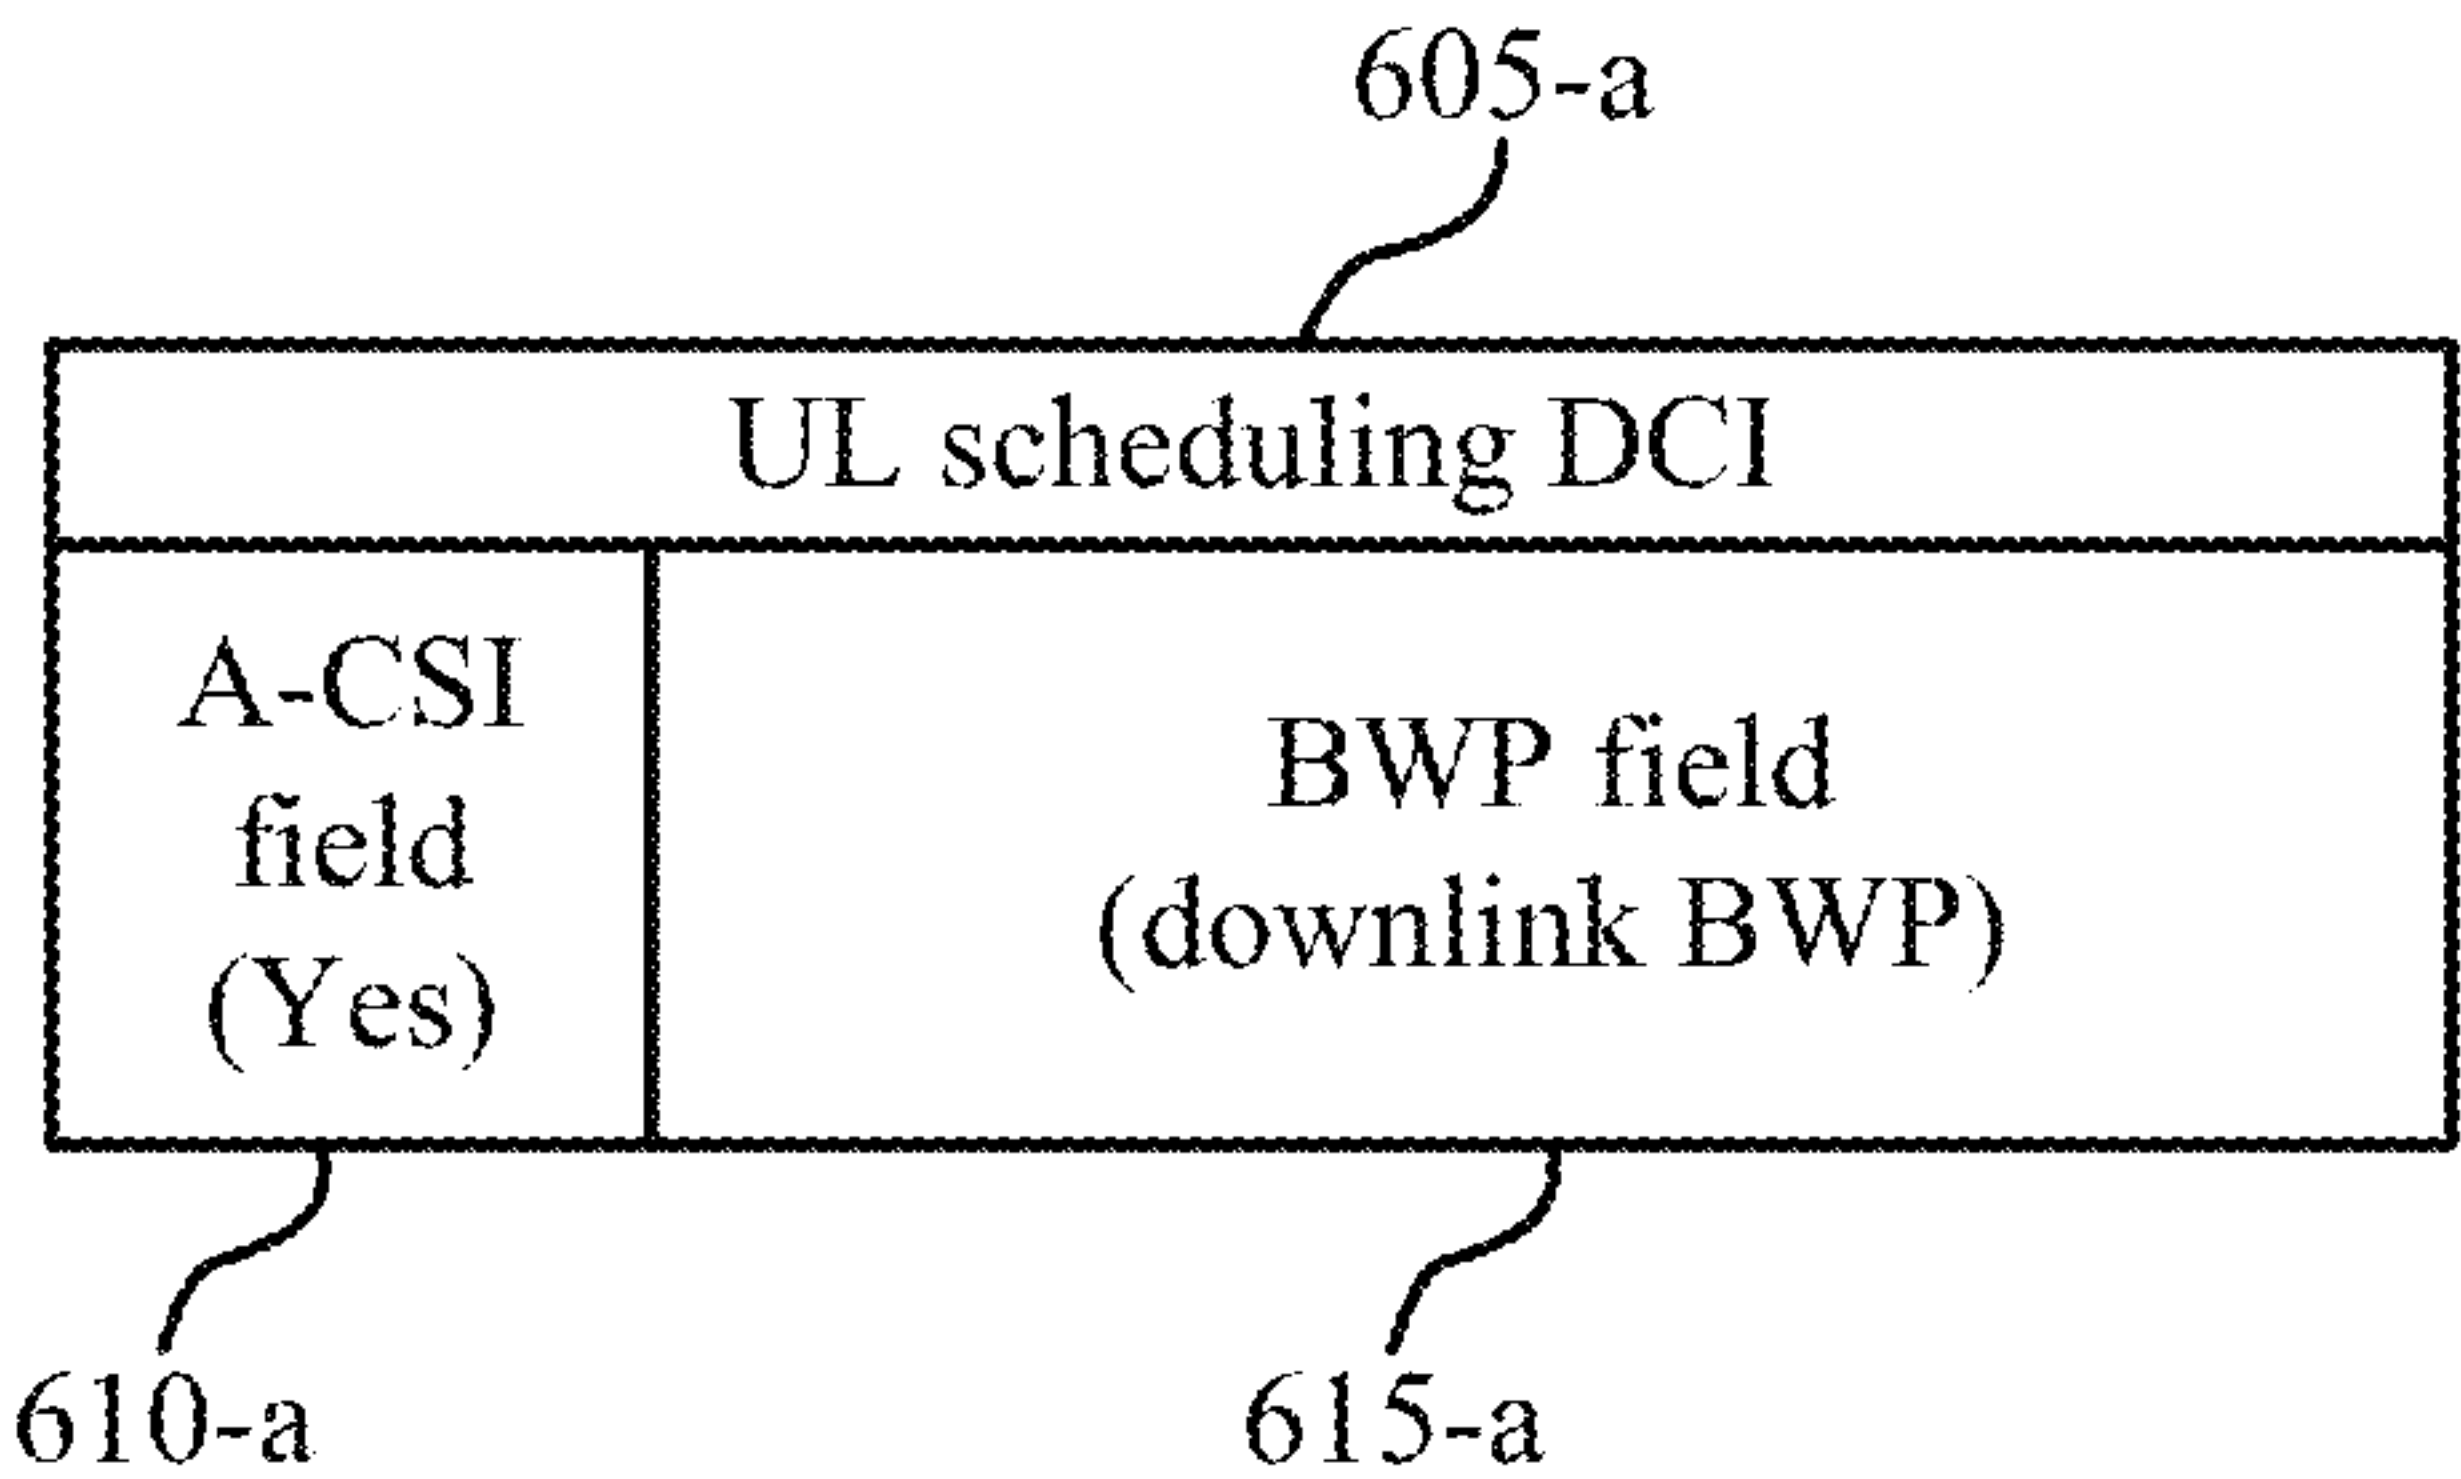 605-a
UL scheduling DCI
A-CSI
field
(Yes)
BWP field
(downlink BWP)
610-a
615-a